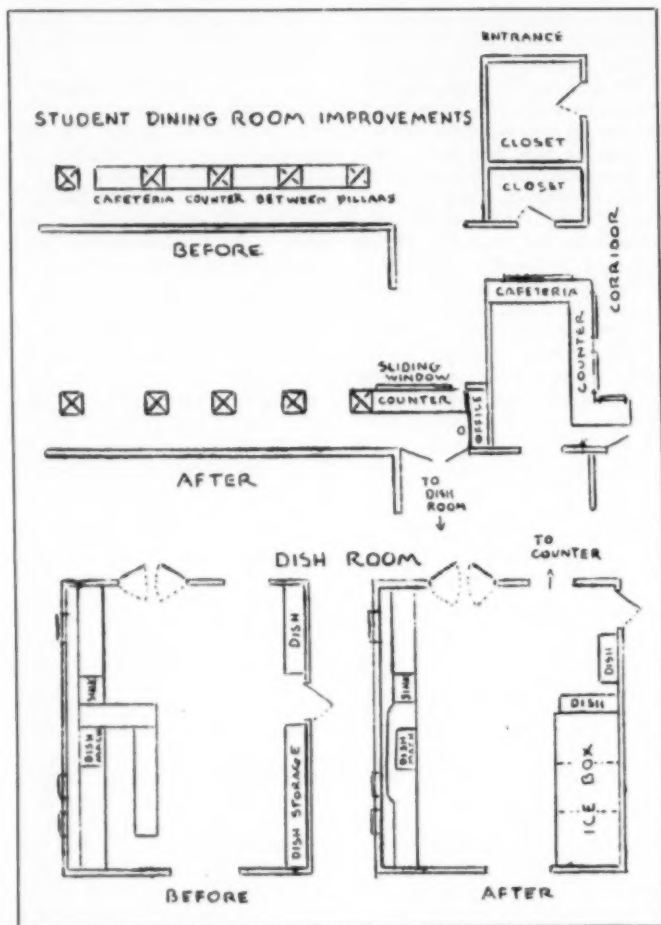 ENTRANCE
STUDENT DINING ROOM IMPROVEMENTS
CLOSET
CLOSET
CAFETERIA COUNTER BETWEEN PILLARS
BEFORE
CORRIDOR
CAFETERIA
COUNTER
SLIDING
WINDOW
COUNTER
OFFICE
AFTER
TO
DISH
ROOM
DISH ROOM
TO
COUNTER
DISH
SINK
DISH
MACH
DISH STORAGE
BEFORE
DISH
DISH
SINK
DISH
MACH
ICE BOX
AFTER